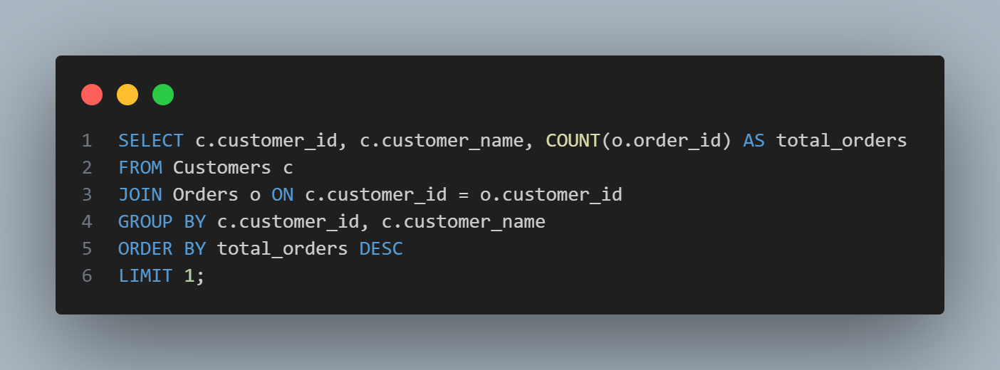 1 SELECT c.customer_id, c.customer_name, COUNT(o.order_id) AS total_orders
2 FROM Customers c
3 JOIN Orders o ON c.customer_id = o.customer_id
4 GROUP BY c.customer_id, c.customer_name
5 ORDER BY total_orders DESC
6 LIMIT 1;